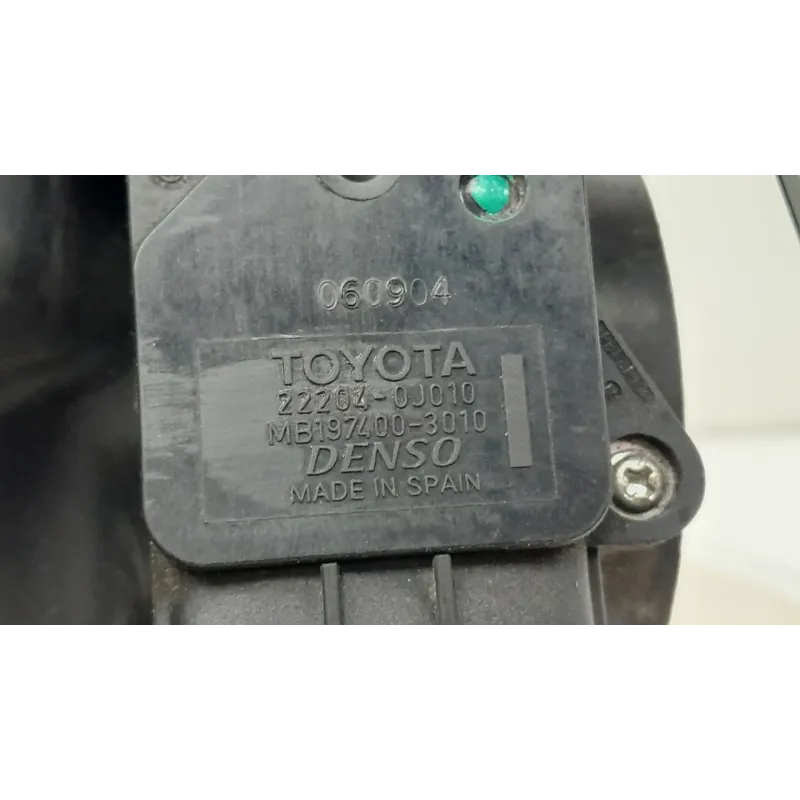 060904
TOYOTA
22204-0J010
MB197400-3010
DENSO
MADE IN SPAIN